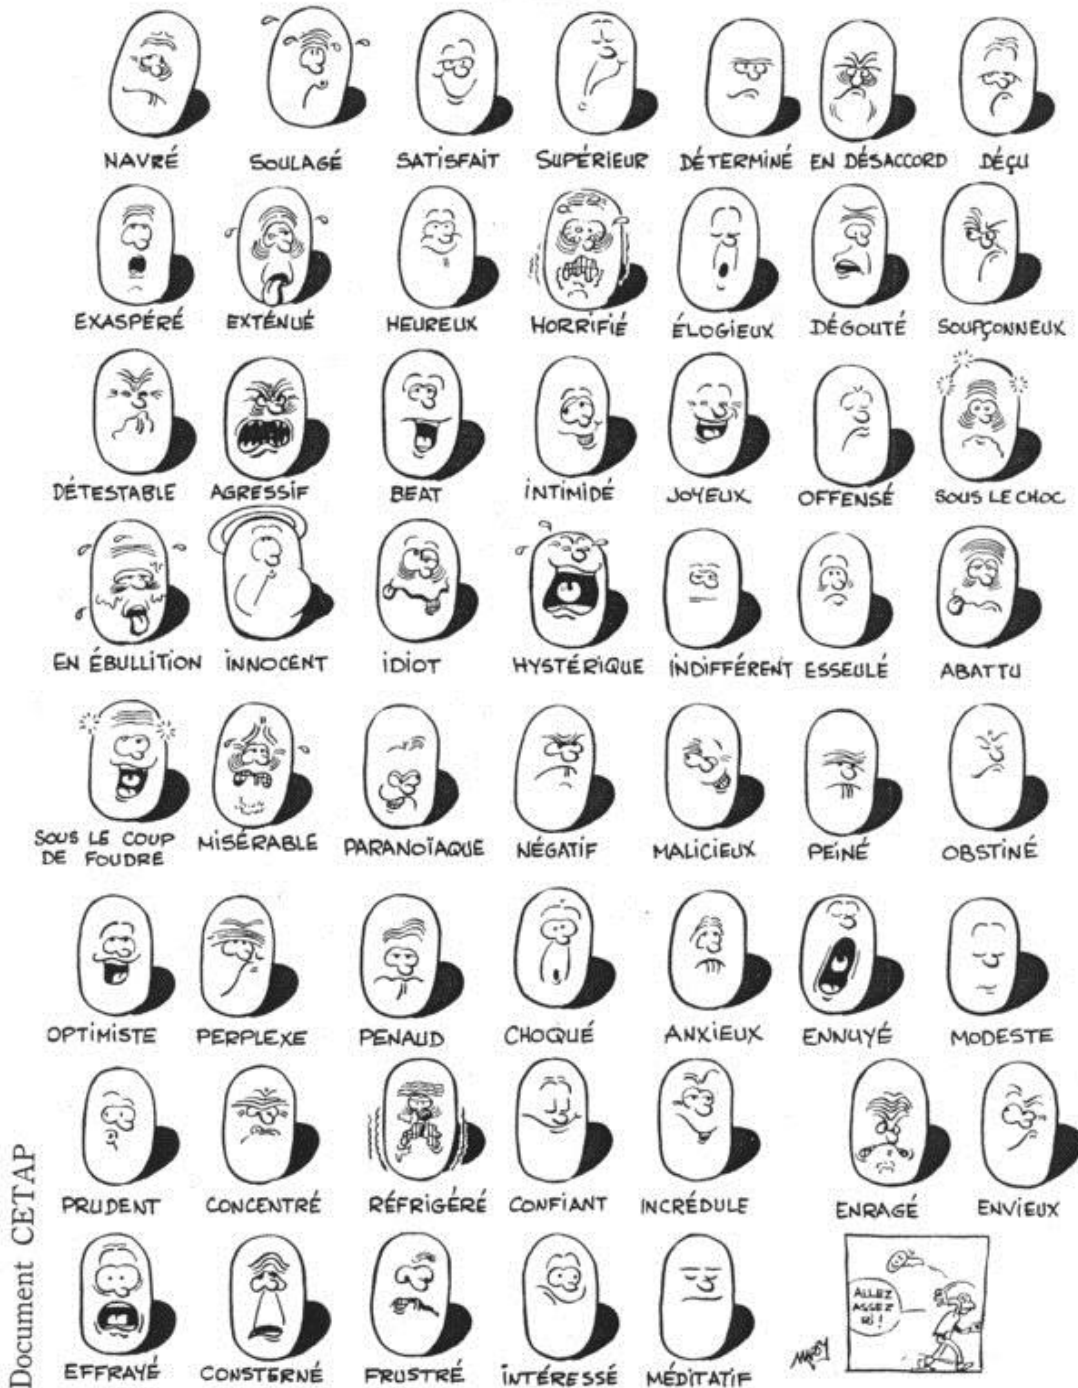 NAVRÉ SOULAGÉ SATISFAIT SUPÉRIEUR DÉTERMINÉ EN DÉSACCORD DÉÇU
EXASPÉRÉ EXTÉNUÉ HEUREUX HORRIFIÉ ÉLOGIEUX DÉGOUTÉ SOUPÇONNEUX
DÉTESTABLE AGRESSIF BEAT INTIMIDÉ JOYEUX OFFENSÉ SOUS LE CHOC
EN ÉBULLITION INNOCENT IDIOT HYSTÉRIQUE INDIFFÉRENT ESSEULÉ ABATTU
SOUS LE COUP
DE FOUDRE MISÉRABLE PARANOÏAQUE NÉGATIF MALICIEUX PEINÉ OBSTINÉ
OPTIMISTE PERPLEXE PENAUD CHOQUÉ ANXIEUX ENNUYÉ MODESTE
PRUDENT CONCENTRÉ RÉFRIGÉRÉ CONFIANT INCRÉDULE ENRAGÉ ENVIEUX
EFFRAYÉ CONSTERNÉ FRUSTRÉ INTÉRESSÉ MÉDITATIF
ALLEZ
ASSEZ
RI !
Document CETAP